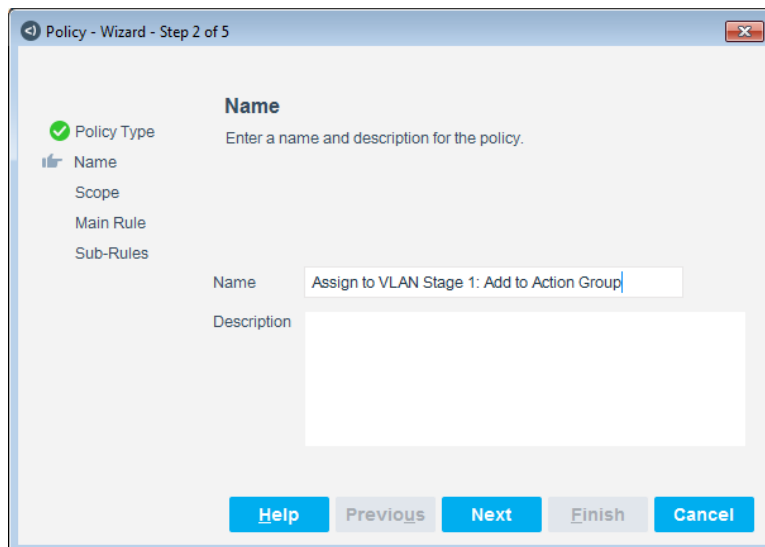 Policy - Wizard - Step 2 of 5
Policy Type
Name
Scope
Main Rule
Sub-Rules
Name
Enter a name and description for the policy.
Name Assign to VLAN Stage 1: Add to Action Group
Description
Help Previous Next Finish Cancel